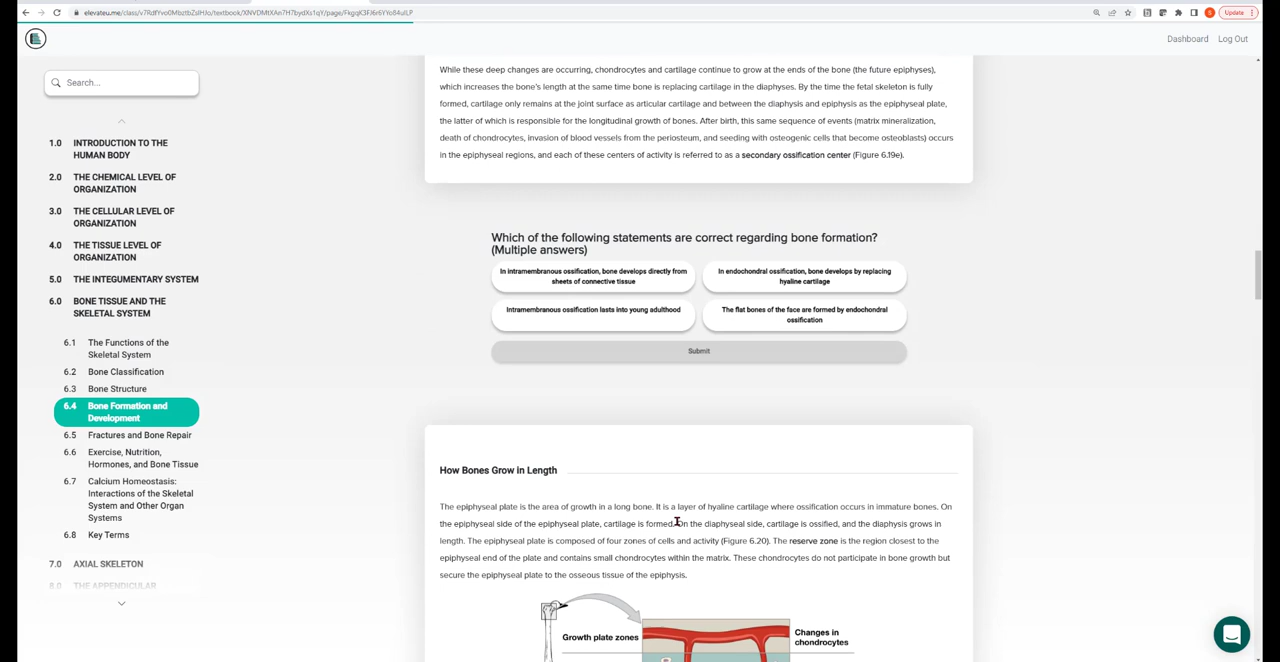 elevateu.me/class/v7RdfYvo0MbztbZslHJo/textbook/XNVDMtXAn7H7bydXs1qY/page/FkgqK3FJ6r6YYo84ulLP
Update
Dashboard
Log Out
Search...
1.0 INTRODUCTION TO THE
HUMAN BODY
2.0 THE CHEMICAL LEVEL OF
ORGANIZATION
3.0 THE CELLULAR LEVEL OF
ORGANIZATION
4.0 THE TISSUE LEVEL OF
ORGANIZATION
5.0 THE INTEGUMENTARY SYSTEM
6.0 BONE TISSUE AND THE
SKELETAL SYSTEM
6.1 The Functions of the
Skeletal System
6.2 Bone Classification
6.3 Bone Structure
6.4 Bone Formation and
Development
6.5 Fractures and Bone Repair
6.6 Exercise, Nutrition,
Hormones, and Bone Tissue
6.7 Calcium Homeostasis:
Interactions of the Skeletal
System and Other Organ
Systems
6.8 Key Terms
7.0 AXIAL SKELETON
8.0 THE APPENDICULAR
While these deep changes are occurring, chondrocytes and cartilage continue to grow at the ends of the bone (the future epiphyses),
which increases the bone's length at the same time bone is replacing cartilage in the diaphyses. By the time the fetal skeleton is fully
formed, cartilage only remains at the joint surface as articular cartilage and between the diaphysis and epiphysis as the epiphyseal plate,
the latter of which is responsible for the longitudinal growth of bones. After birth, this same sequence of events (matrix mineralization,
death of chondrocytes, invasion of blood vessels from the periosteum, and seeding with osteogenic cells that become osteoblasts) occurs
in the epiphyseal regions, and each of these centers of activity is referred to as a secondary ossification center (Figure 6.19e).
Which of the following statements are correct regarding bone formation?
(Multiple answers)
In intramembranous ossification, bone develops directly from
sheets of connective tissue
In endochondral ossification, bone develops by replacing
hyaline cartilage
Intramembranous ossification lasts into young adulthood
The flat bones of the face are formed by endochondral
ossification
Submit
How Bones Grow in Length
The epiphyseal plate is the area of growth in a long bone. It is a layer of hyaline cartilage where ossification occurs in immature bones. On
the epiphyseal side of the epiphyseal plate, cartilage is formed. On the diaphyseal side, cartilage is ossified, and the diaphysis grows in
length. The epiphyseal plate is composed of four zones of cells and activity (Figure 6.20). The reserve zone is the region closest to the
epiphyseal end of the plate and contains small chondrocytes within the matrix. These chondrocytes do not participate in bone growth but
secure the epiphyseal plate to the osseous tissue of the epiphysis.
Growth plate zones
Changes in
chondrocytes